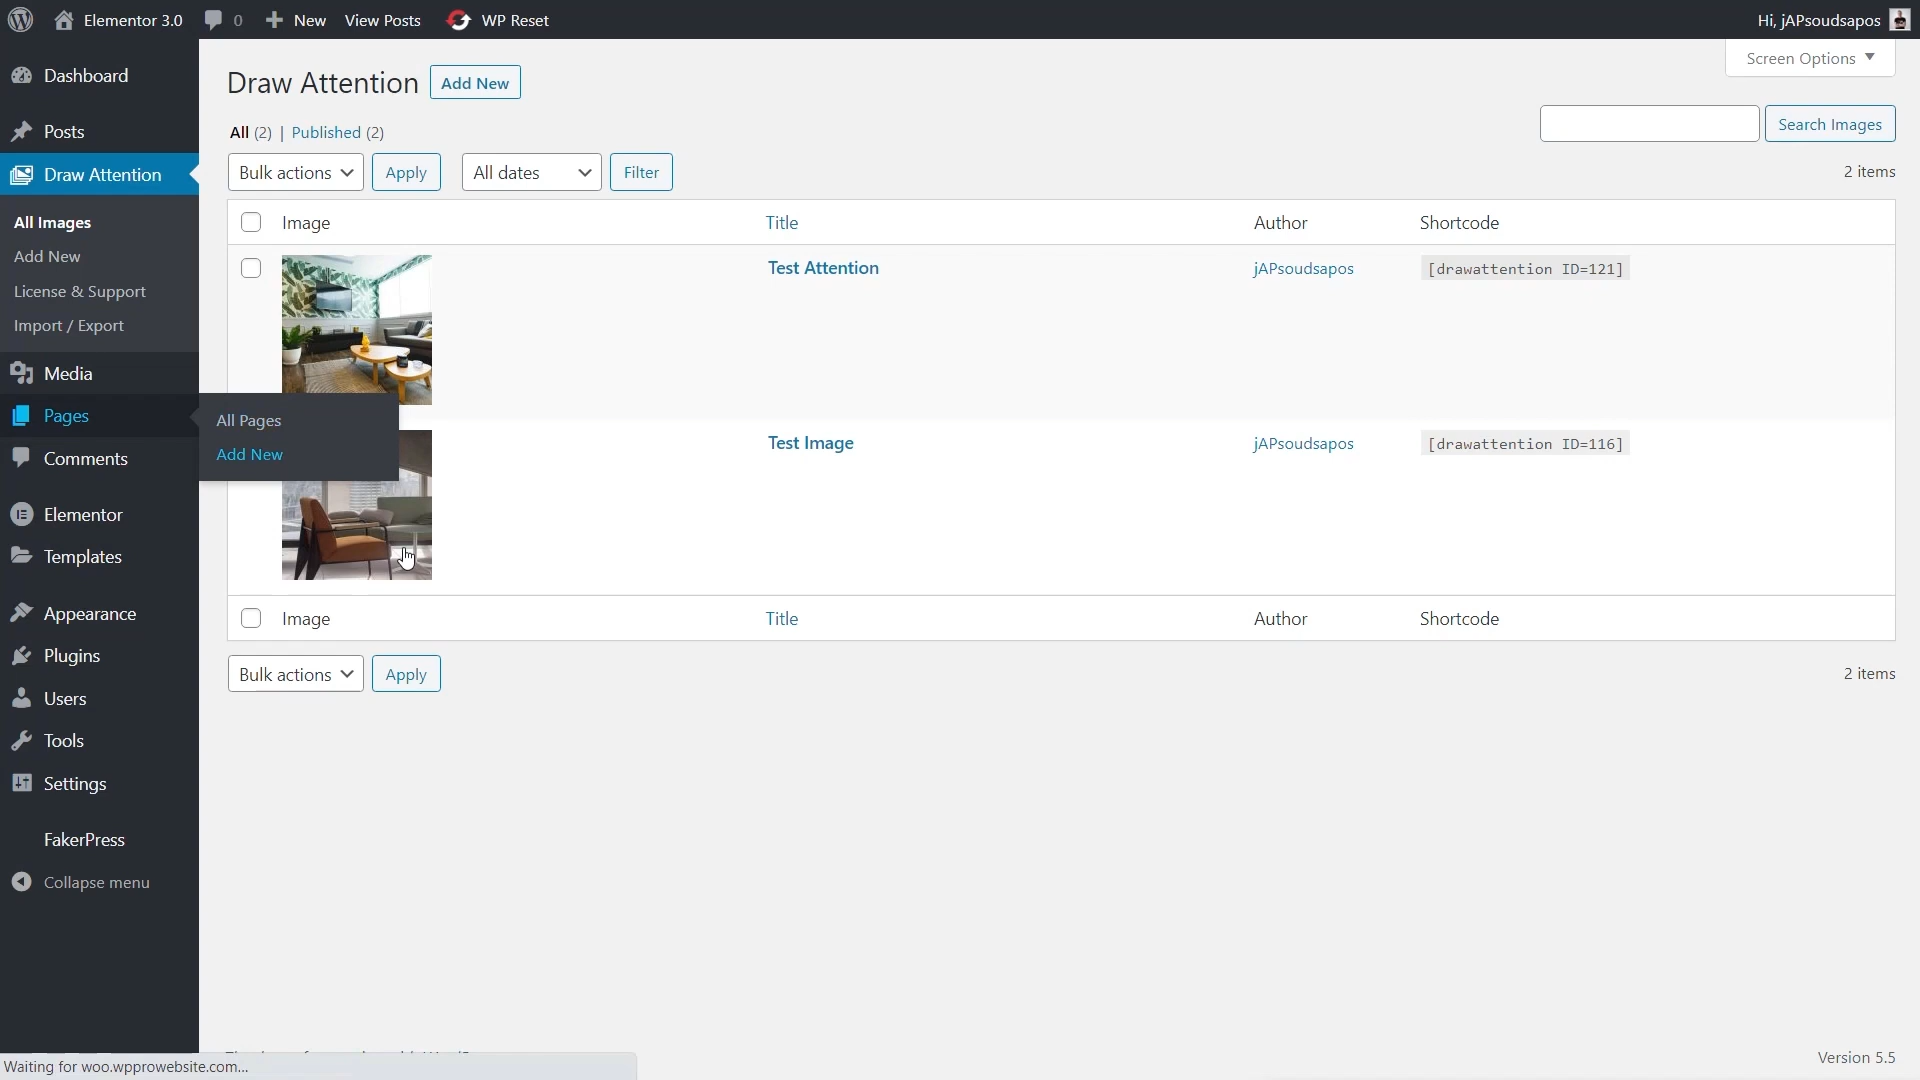 Elementor 3.0
0
New
View Posts
WP Reset
Hi, jAPsoudsapos
Dashboard
Posts
Draw Attention
All Images
Add New
License & Support
Import / Export
Media
Pages
Comments
Elementor
Templates
Appearance
Plugins
Users
Tools
Settings
FakerPress
Collapse menu
All Pages
Add New
Screen Options
Draw Attention
Add New
All (2) | Published (2)
Search Images
Bulk actions
Apply
All dates
Filter
2 items
Image
Title
Author
Shortcode
Test Attention
jAPsoudsapos
[drawattention ID=121]
Test Image
jAPsoudsapos
[drawattention ID=116]
Image
Title
Author
Shortcode
Bulk actions
Apply
2 items
Version 5.5
Waiting for woo.wpprowebsite.com...